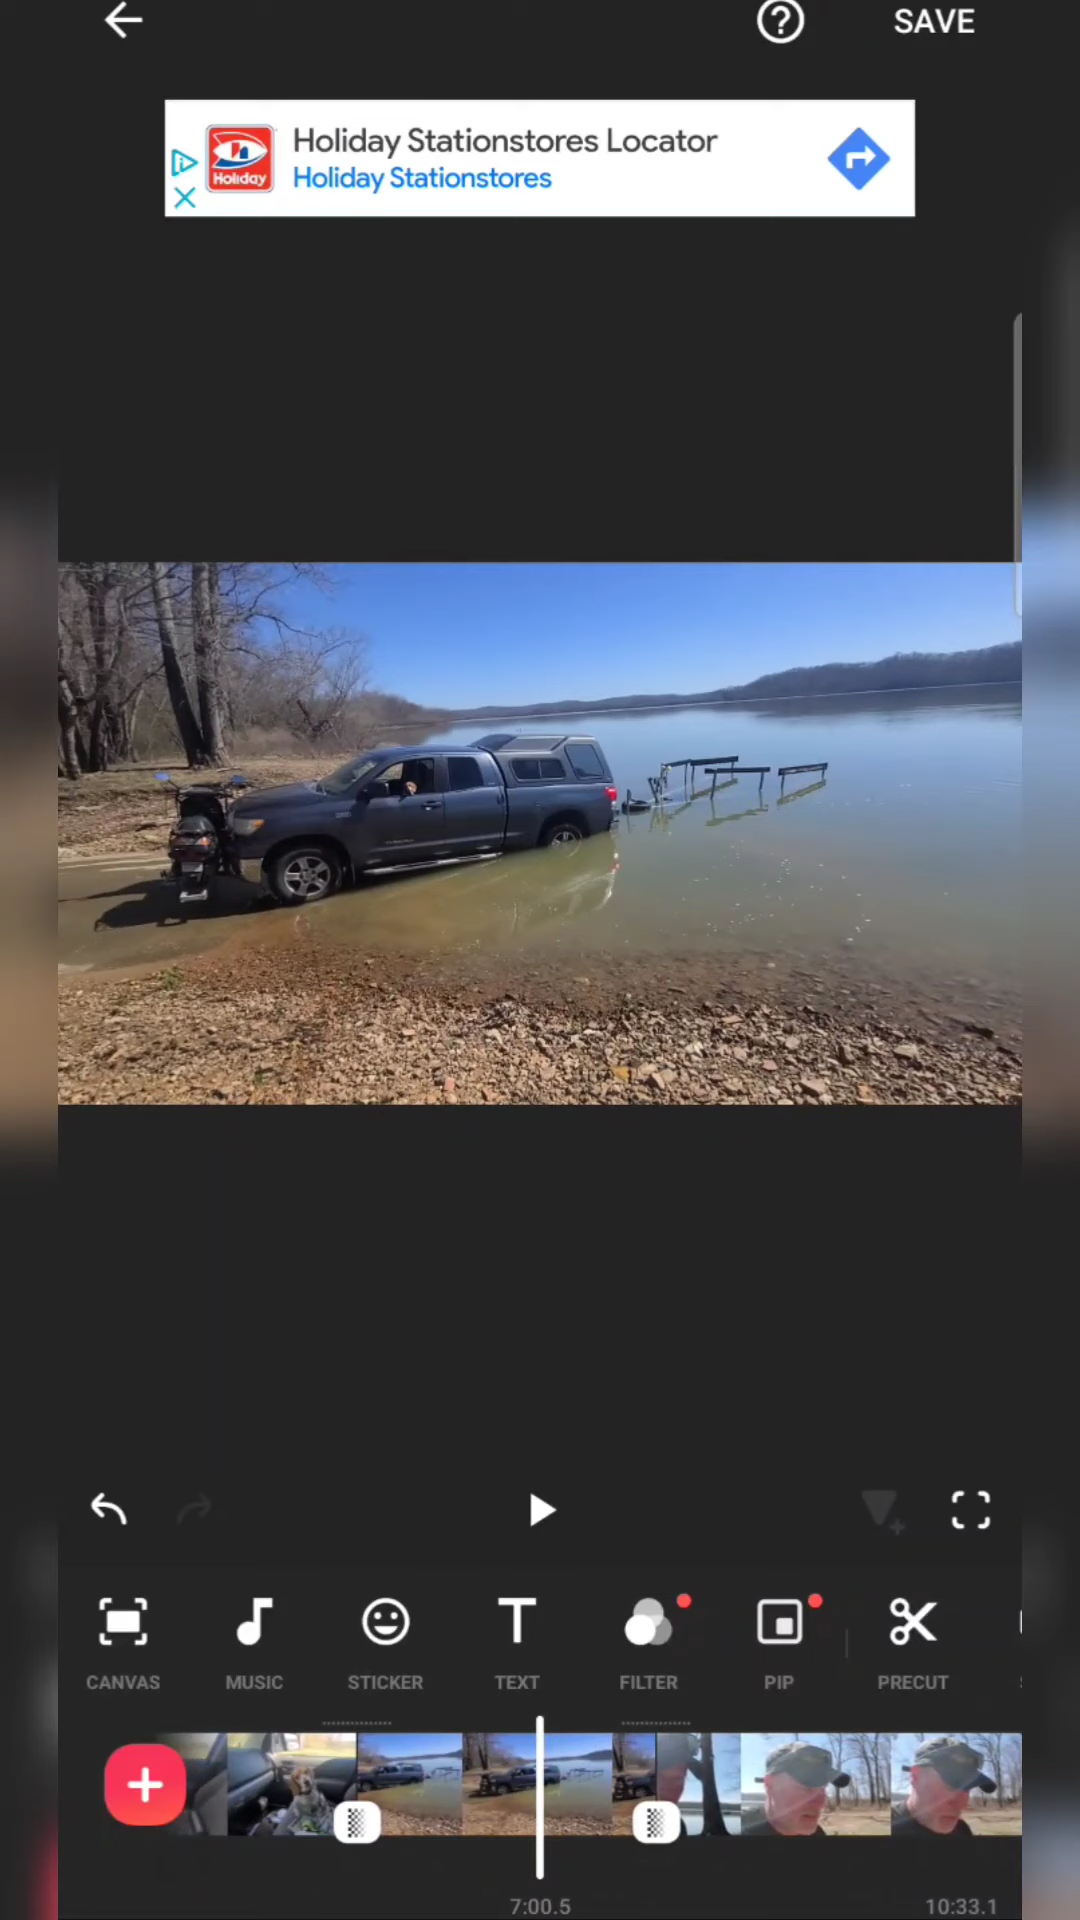 SAVE
Holiday Stationstores Locator
Holiday Stationstores
Holiday
CANVAS
MUSIC
STICKER
TEXT
FILTER
PIP
PRECUT
7:00.5
10:33.1